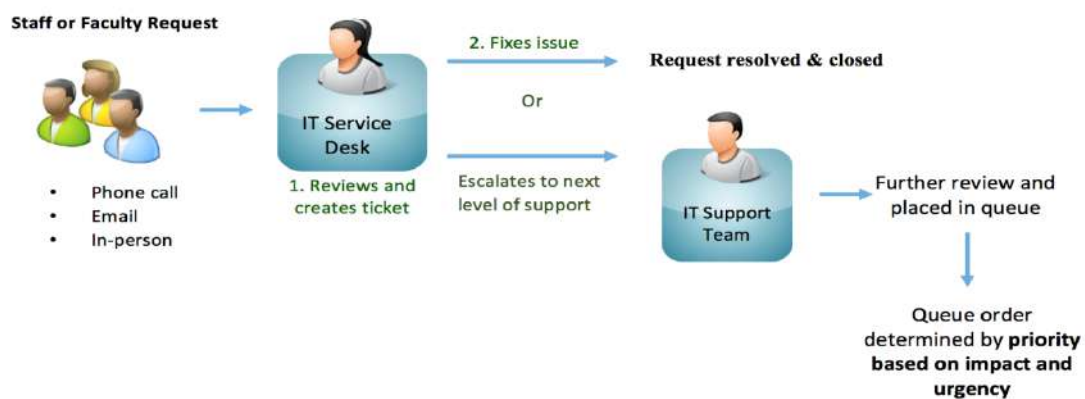 Staff or Faculty Request
• Phone call
• Email
• In-person
IT Service
Desk
1. Reviews and
creates ticket
2. Fixes issue
Or
Escalates to next
level of support
Request resolved & closed
IT Support
Team
Further review and
placed in queue
Queue order
determined by priority
based on impact and
urgency